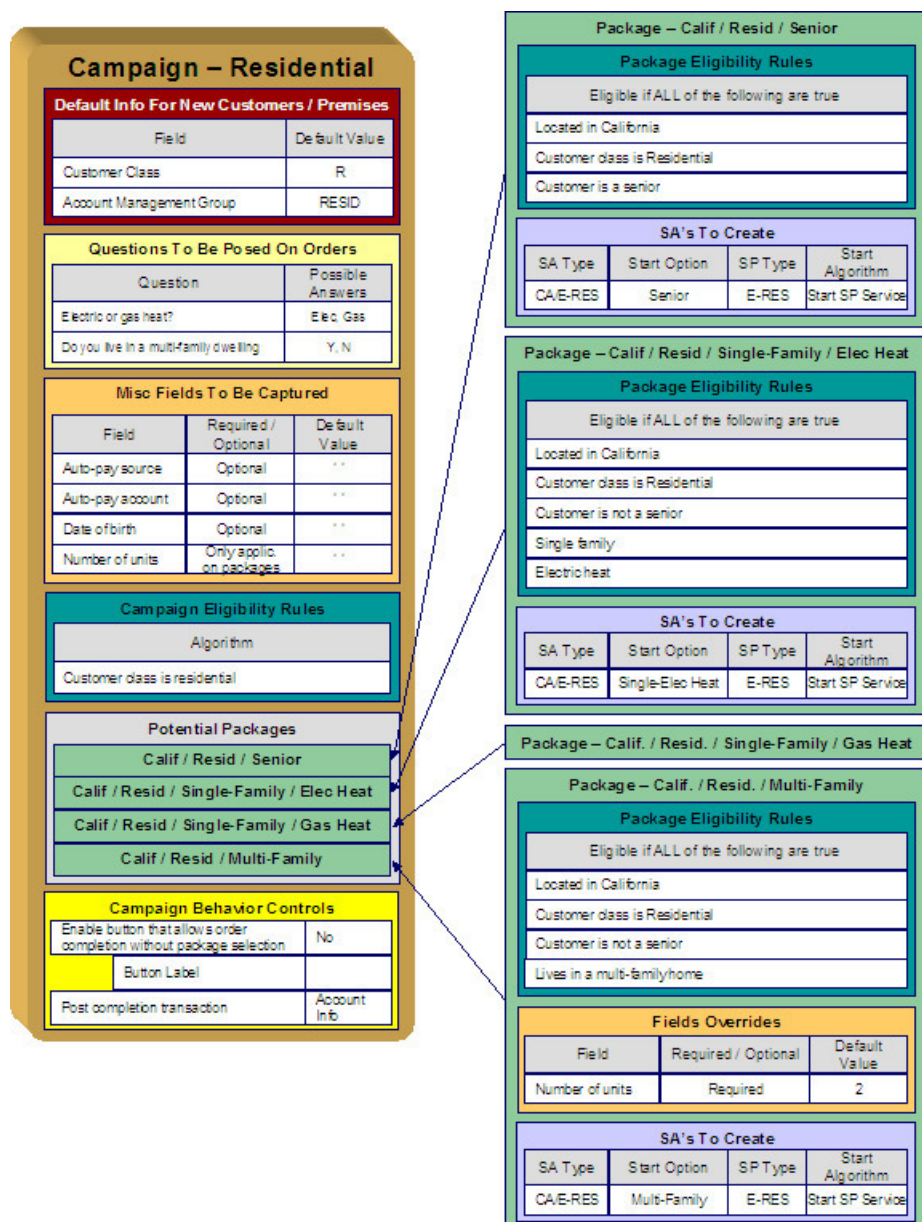 Campaign – Residential
Default Info For New Customers / Premises
Field Default Value
Customer Class R
Account Management Group RESID
Questions To Be Posed On Orders
Question Possible Answers
Electric or gas heat? Elec, Gas
Do you live in a multi-family dwelling Y, N
Misc Fields To Be Captured
Field Required / Optional Default Value
Auto-pay source Optional " "
Auto-pay account Optional " "
Date of birth Optional " "
Number of units Only applic. on packages " "
Campaign Eligibility Rules
Algorithm
Customer class is residential
Potential Packages
Calif / Resid / Senior
Calif / Resid / Single-Family / Elec Heat
Calif / Resid / Single-Family / Gas Heat
Calif / Resid / Multi-Family
Campaign Behavior Controls
Enable button that allows order completion without package selection No
Button Label
Post completion transaction Account Info
Package – Calif / Resid / Senior
Package Eligibility Rules
Eligible if ALL of the following are true
Located in California
Customer class is Residential
Customer is a senior
SA's To Create
SA Type Start Option SP Type Start Algorithm
CA/E-RES Senior E-RES Start SP Service
Package – Calif / Resid / Single-Family / Elec Heat
Package Eligibility Rules
Eligible if ALL of the following are true
Located in California
Customer class is Residential
Customer is not a senior
Single family
Electric heat
SA's To Create
SA Type Start Option SP Type Start Algorithm
CA/E-RES Single-Elec Heat E-RES Start SP Service
Package – Calif. / Resid. / Single-Family / Gas Heat
Package – Calif. / Resid. / Multi-Family
Package Eligibility Rules
Eligible if ALL of the following are true
Located in California
Customer class is Residential
Customer is not a senior
Lives in a multi-family home
Fields Overrides
Field Required / Optional Default Value
Number of units Required 2
SA's To Create
SA Type Start Option SP Type Start Algorithm
CA/E-RES Multi-Family E-RES Start SP Service